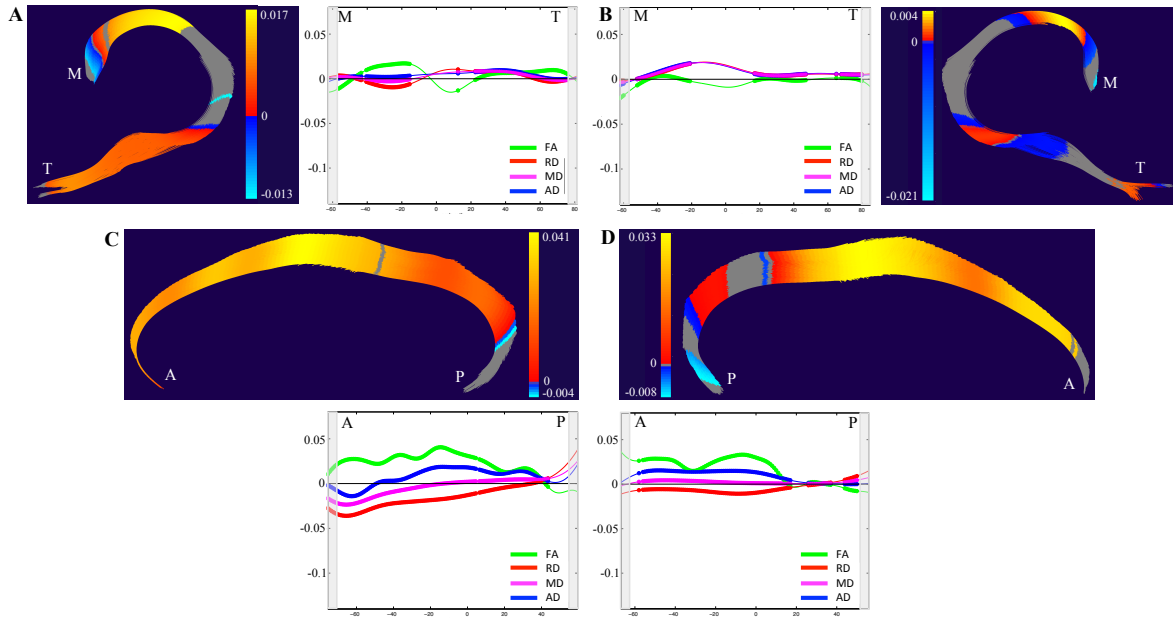 A
0.017
M
0
T
-0.013
M T
0.05
0
-0.05
-0.1
FA
RD
MD
AD
-60 -40 -20 0 20 40 60 80
B
M T
0.05
0
-0.05
-0.1
FA
RD
MD
AD
-60 -40 -20 0 20 40 60 80
0.004
0
M
T
-0.021
C
0.041
A
P
0
-0.004
D
0.033
0
-0.008
P
A
A P
0.05
0
-0.05
-0.1
FA
RD
MD
AD
-60 -40 -20 0 20 40
A P
0.05
0
-0.05
-0.1
FA
RD
MD
AD
-60 -40 -20 0 20 40